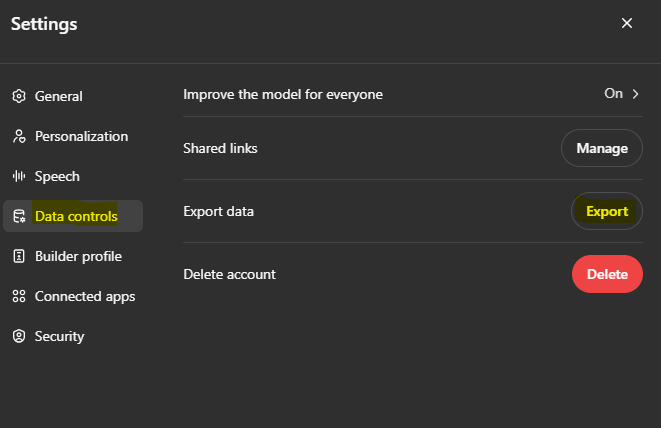 Settings
General
Personalization
Speech
Data controls
Builder profile
Connected apps
Security
Improve the model for everyone On
Shared links Manage
Export data Export
Delete account Delete